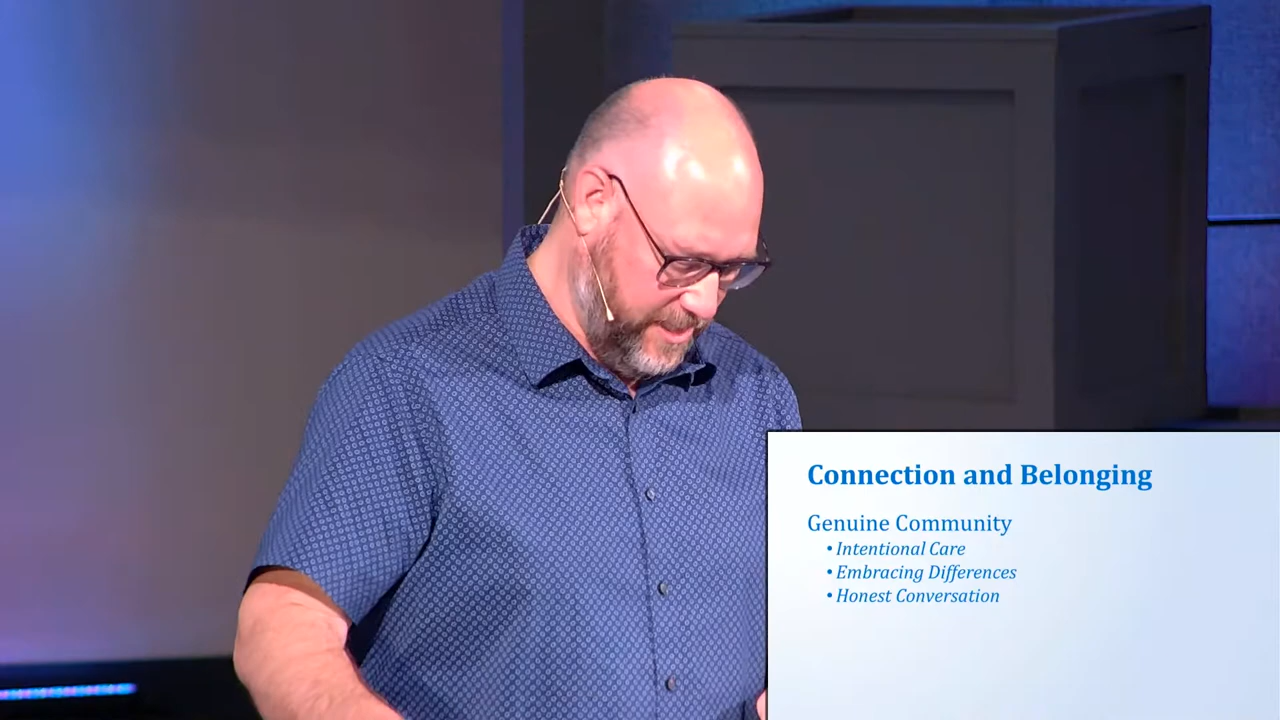 Connection and Belonging
Genuine Community
• Intentional Care
• Embracing Differences
• Honest Conversation